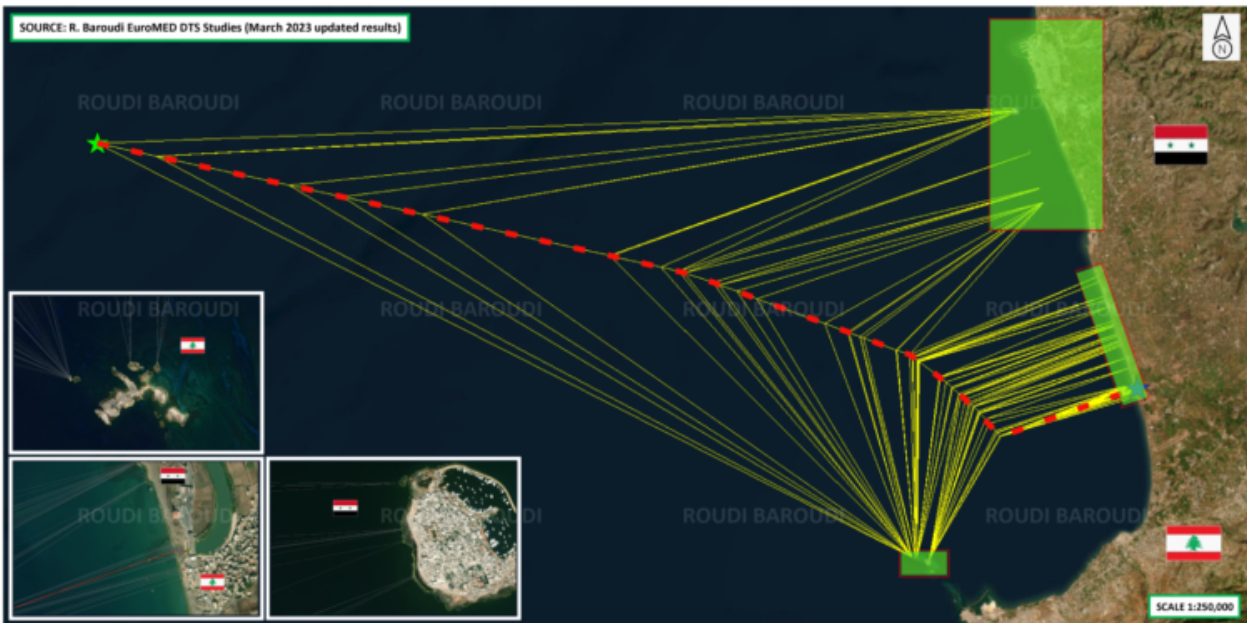 SOURCE: R. Baroudi EuroMED DTS Studies (March 2023 updated results)
N
ROUDI BAROUDI ROUDI BAROUDI ROUDI BAROUDI ROUDI BAROUDI
ROUDI BAROUDI ROUDI BAROUDI ROUDI BAROUDI ROUDI BAROUDI
ROUDI BAROUDI ROUDI BAROUDI ROUDI BAROUDI ROUDI BAROUDI
SCALE 1:250,000